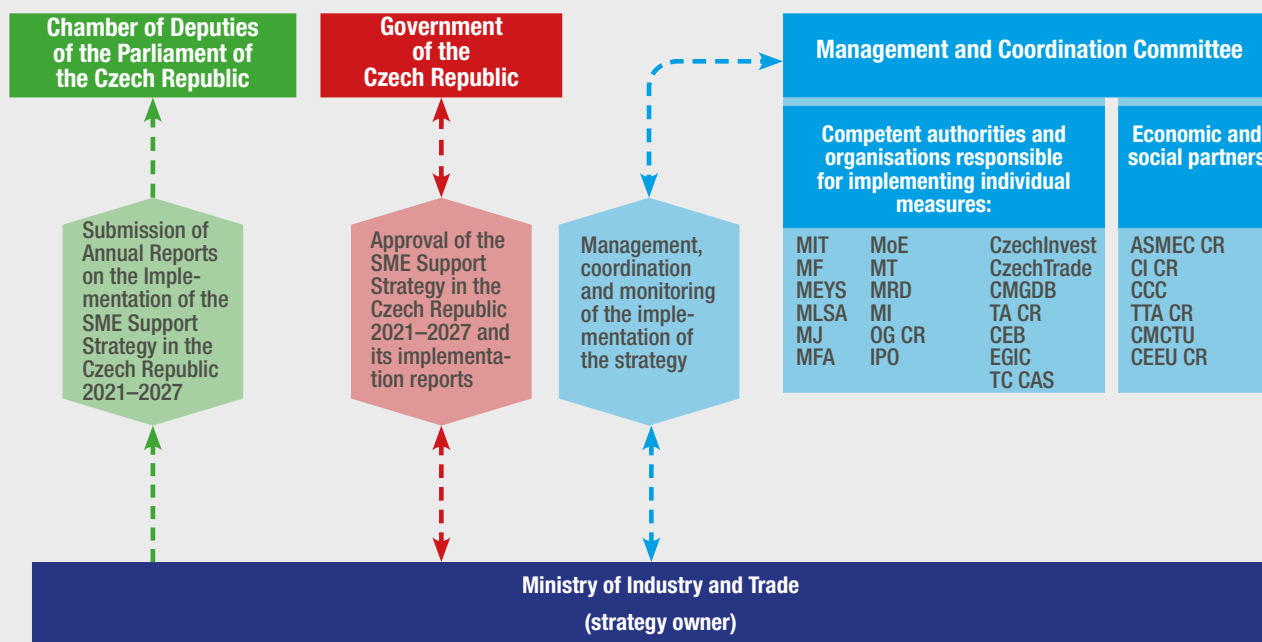 Chamber of Deputies
of the Parliament of
the Czech Republic
Government
of the
Czech Republic
Management and Coordination Committee
Competent authorities and
organisations responsible
for implementing individual
measures:
Economic and
social partners
Submission of
Annual Reports
on the Imple-
mentation of the
SME Support
Strategy in the
Czech Republic
2021–2027
Approval of the
SME Support
Strategy in the
Czech Republic
2021–2027 and
its implementa-
tion reports
Management,
coordination
and monitoring
of the imple-
mentation of
the strategy
MIT
MF
MEYS
MLSA
MJ
MFA
MoE
MT
MRD
MI
OG CR
IPO
CzechInvest
CzechTrade
CMGDB
TA CR
CEB
EGIC
TC CAS
ASMEC CR
CI CR
CCC
TTA CR
CMCTU
CEEU CR
Ministry of Industry and Trade
(strategy owner)